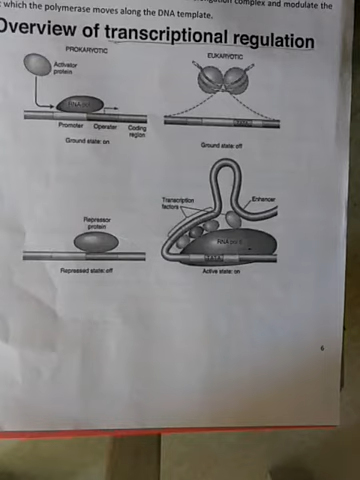 complex and modulate the
which the polymerase moves along the DNA template.
Overview of transcriptional regulation
PROKARYOTIC
EUKARYOTIC
Activator
protein
RNA pol
Promoter Operator Coding
region
Ground state: on
TATA
Ground state: off
Transcription
factors
Enhancer
Repressor
protein
RNA pol II
TATA
Repressed state: off
Active state: on
6